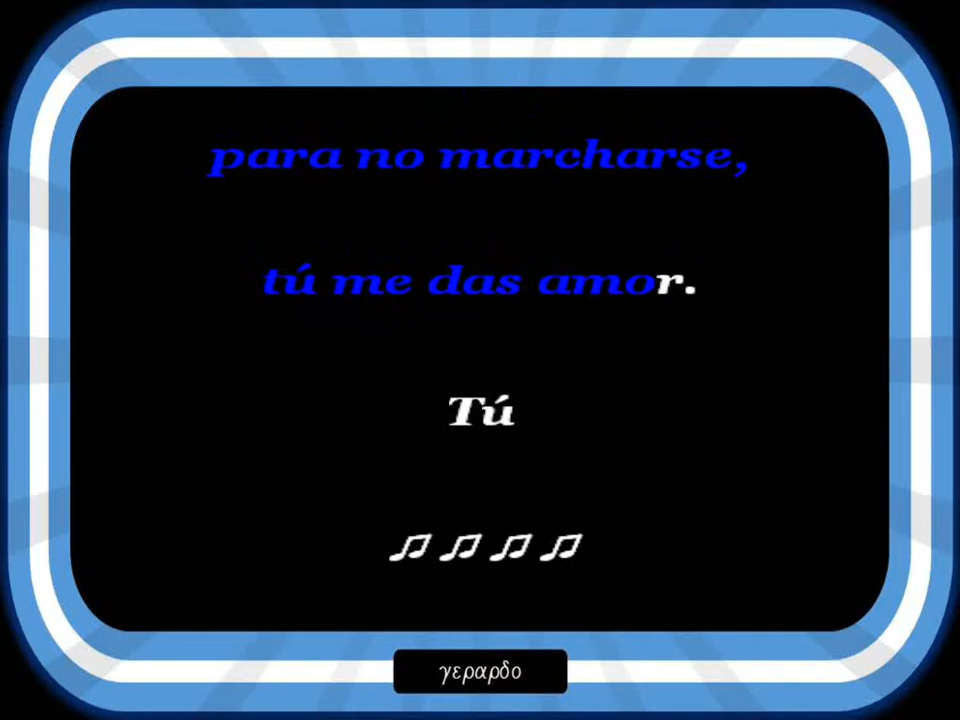 para no marcharse,
tú me das amor.
Tú
♫ ♫ ♫ ♫
γεραρδο